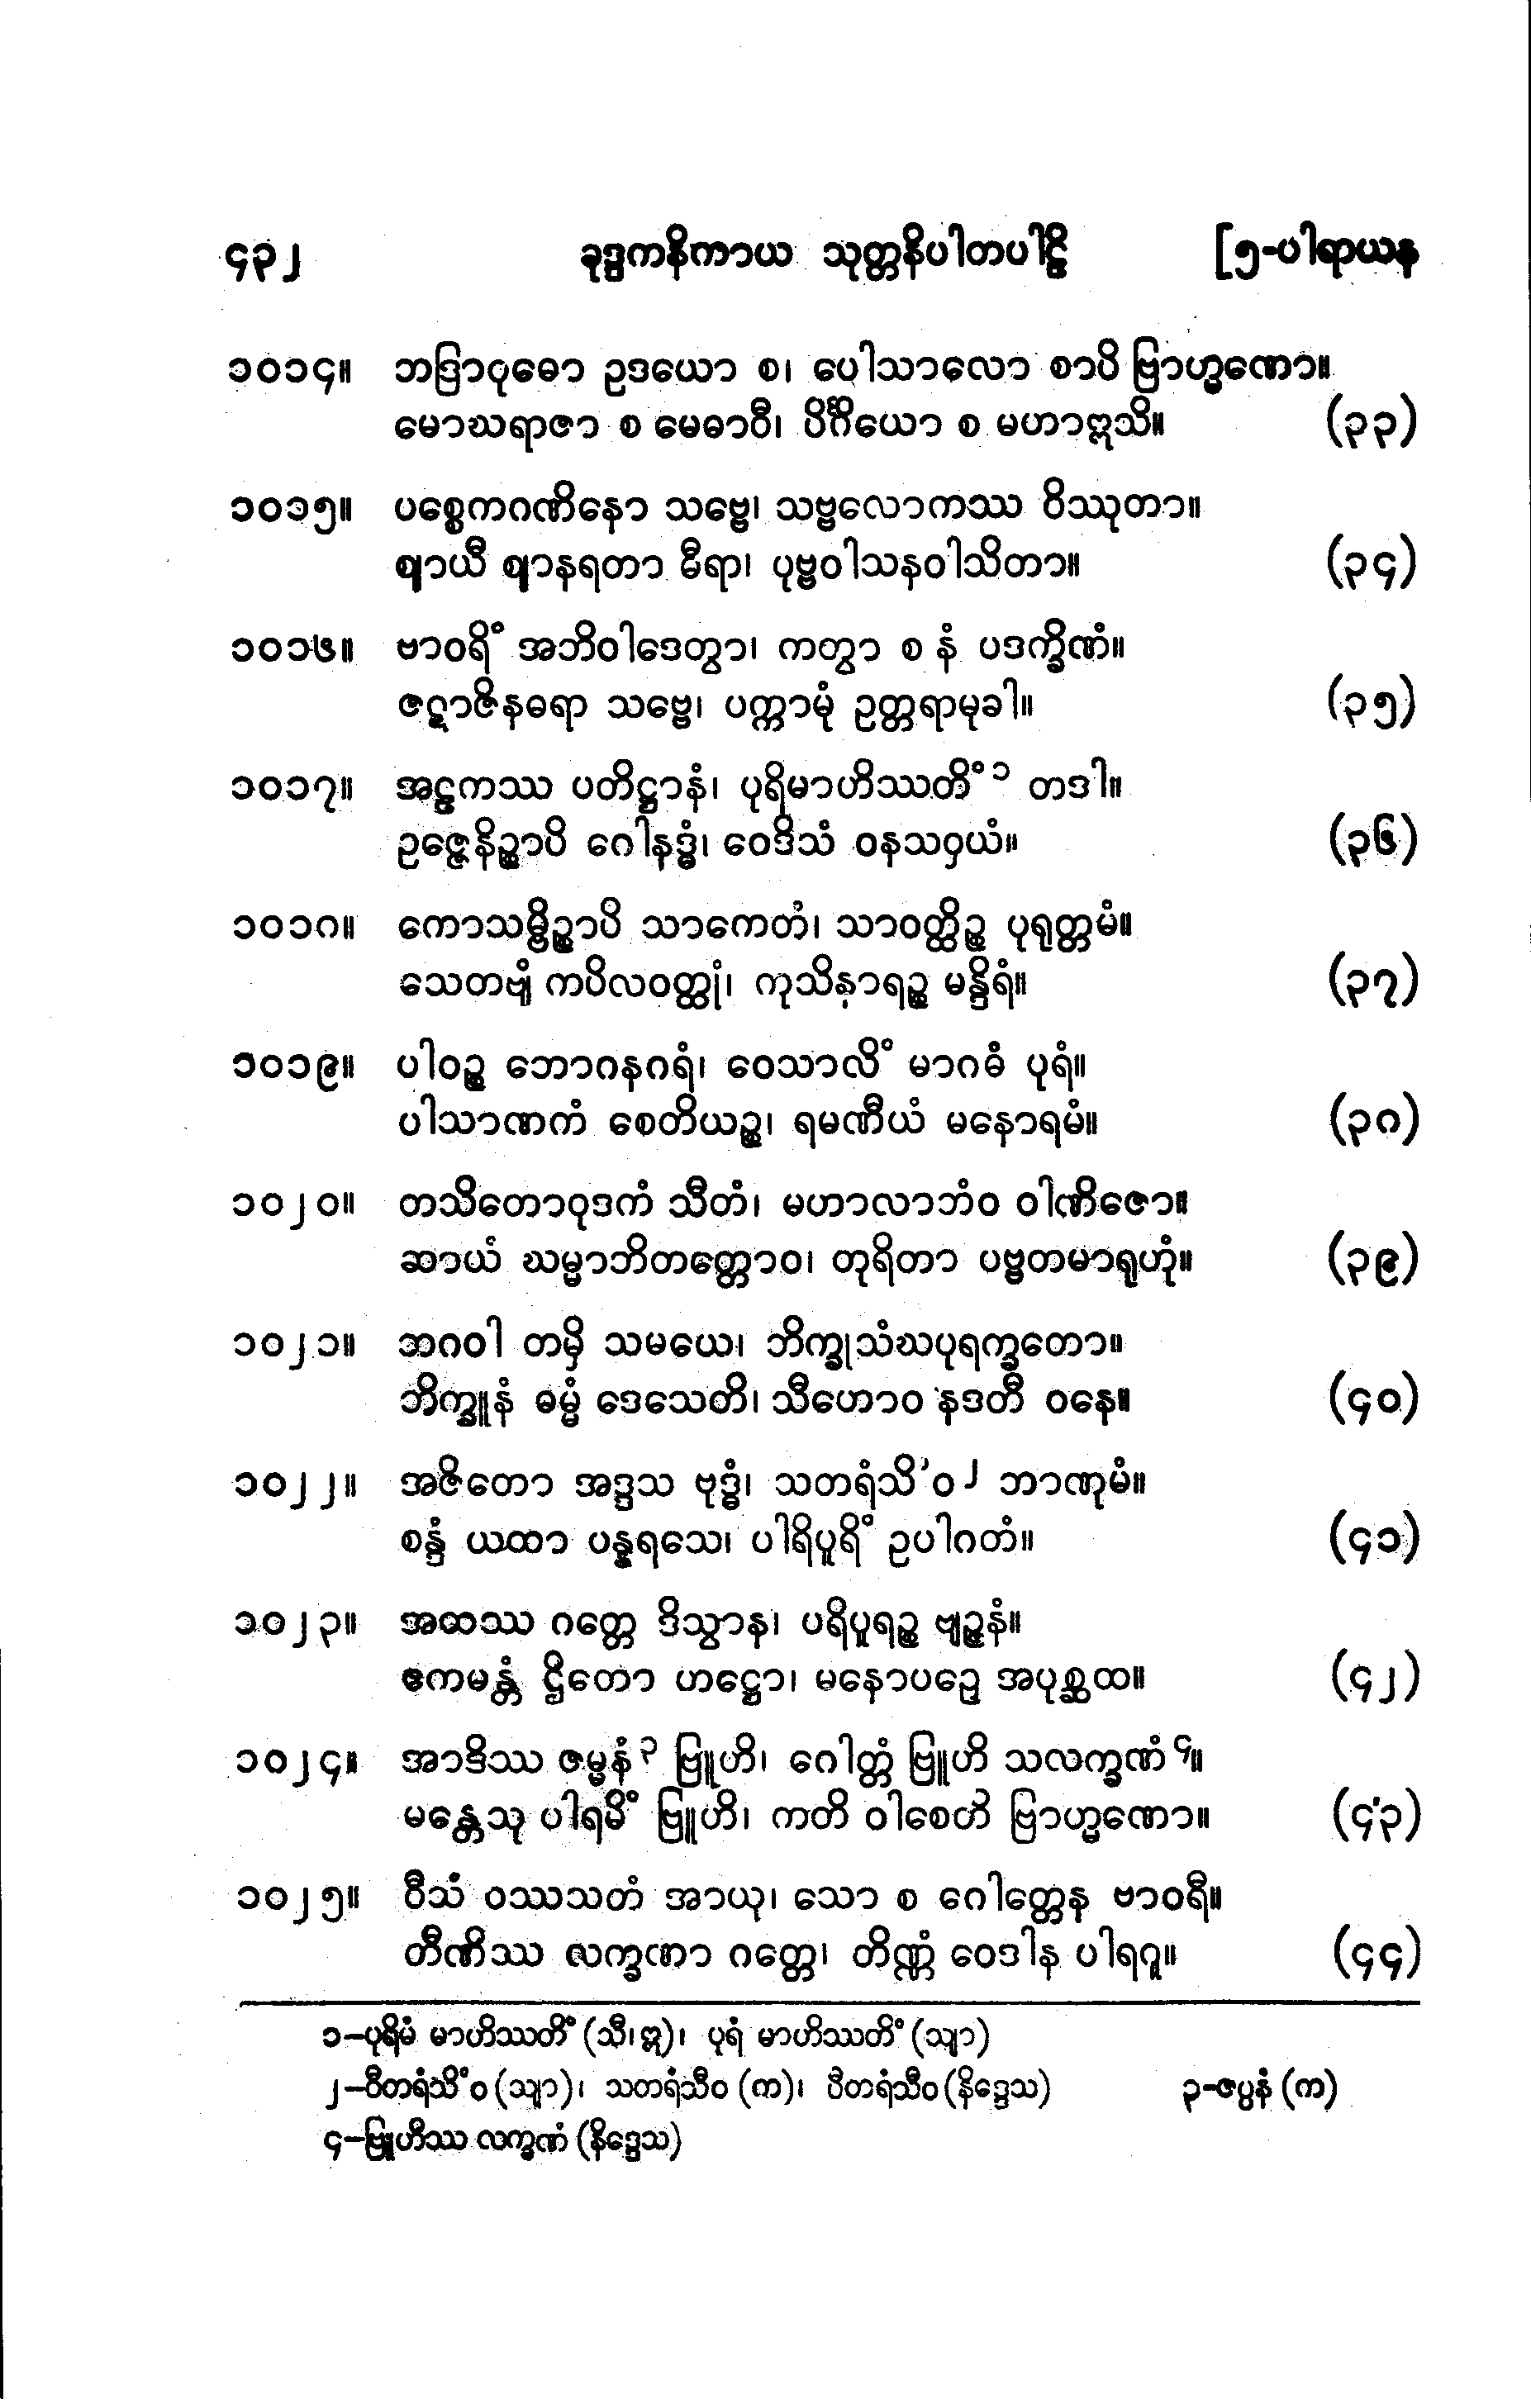 ၄၃၂ ခုဒ္ဒကနိကာယ သုတ္တနိပါတပါဠိ [၅-ပါရာယန
၁၀၁၄။ ဘဒြာဝုဓော ဥဒယော စ၊ ပေါသာလော စာပိ ဗြာဟ္မဏော။
မောဃရာဇာ စ မေဓာဝီ၊ ပိင်္ဂိယော စ မဟာဣသိ။ (၃၃)
၁၀၁၅။ ပစ္စေကဂဏိနော သဗ္ဗေ၊ သဗ္ဗလောကဿ ဝိဿုတာ။
ဈာယီ ဈာနရတာ ဓီရာ၊ ပုဗ္ဗဝါသနဝါသိတာ။ (၃၄)
၁၀၁၆။ ဗာဝရိံ အဘိဝါဒေတွာ၊ ကတွာ စ နံ ပဒက္ခိဏံ။
ဇဋာဇိနဓရာ သဗ္ဗေ၊ ပက္ကာမုံ ဥတ္တရာမုခါ။ (၃၅)
၁၀၁၇။ အဠကဿ ပတိဋ္ဌာနံ၊ ပုရိမာဟိဿတိံ ၁ တဒါ။
ဥဇ္ဇေနိဉ္စာပိ ဂေါနဒ္ဓံ၊ ဝေဒိသံ ဝနသဝှယံ။ (၃၆)
၁၀၁၈။ ကောသမ္ဗိဉ္စာပိ သာကေတံ၊ သာဝတ္ထိဉ္စ ပုရုတ္တမံ။
သေတဗျံ ကပိလဝတ္ထုံ၊ ကုသိနာရဉ္စ မန္ဒိရံ။ (၃၇)
၁၀၁၉။ ပါဝဉ္စ ဘောဂနဂရံ၊ ဝေသာလိံ မာဂဓံ ပုရံ။
ပါသာဏကံ စေတိယဉ္စ၊ ရမဏီယံ မနောရမံ။ (၃၈)
၁၀၂၀။ တသိတောဝုဒကံ သီတံ၊ မဟာလာဘံဝ ဝါဏိဇော။
ဆာယံ ဃမ္မာဘိတတ္တောဝ၊ တုရိတာ ပဗ္ဗတမာရုဟုံ။ (၃၉)
၁၀၂၁။ ဘဂဝါ တမှိ သမယေ၊ ဘိက္ခုသံဃပုရက္ခတော။
ဘိက္ခူနံ ဓမ္မံ ဒေသေတိ၊ သီဟောဝ နဒတီ ဝနေ။ (၄၀)
၁၀၂၂။ အဇိတော အဒ္ဒသ ဗုဒ္ဓံ၊ သတရံသိ’ဝ ၂ ဘာဏုမံ။
စန္ဒံ ယထာ ပန္နရသေ၊ ပါရိပူရိံ ဥပါဂတံ။ (၄၁)
၁၀၂၃။ အထဿ ဂတ္တေ ဒိသွာန၊ ပရိပူရဉ္စ ဗျဉ္ဇနံ။
ဧကမန္တံ ဌိတော ဟဋ္ဌော၊ မနောပဉှေ အပုစ္ဆထ။ (၄၂)
၁၀၂၄။ အာဒိဿ ဇမ္မနံ ၃ ဗြူဟိ၊ ဂေါတ္တံ ဗြူဟိ သလက္ခဏံ ၄။
မန္တေသု ပါရမိံ ဗြူဟိ၊ ကတိ ဝါစေတိ ဗြာဟ္မဏော။ (၄၃)
၁၀၂၅။ ဝီသံ ဝဿသတံ အာယု၊ သော စ ဂေါတ္တေန ဗာဝရီ။
တီဏိဿ လက္ခဏာ ဂတ္တေ၊ တိဏ္ဏံ ဝေဒါန ပါရဂူ။ (၄၄)
၁-ပုရိမံ မာဟိဿတိံ (သီ၊ဣ)၊ ပုရံ မာဟိဿတိံ (သျာ)
၂-ဝီတရံသိံဝ (သျာ)၊ သတရံသီဝ (က)၊ ပီတရံသီဝ (နိဒ္ဒေသ) ၃-ဇပ္ပနံ (က)
၄-ဗြူဟိဿ လက္ခဏံ (နိဒ္ဒေသ)